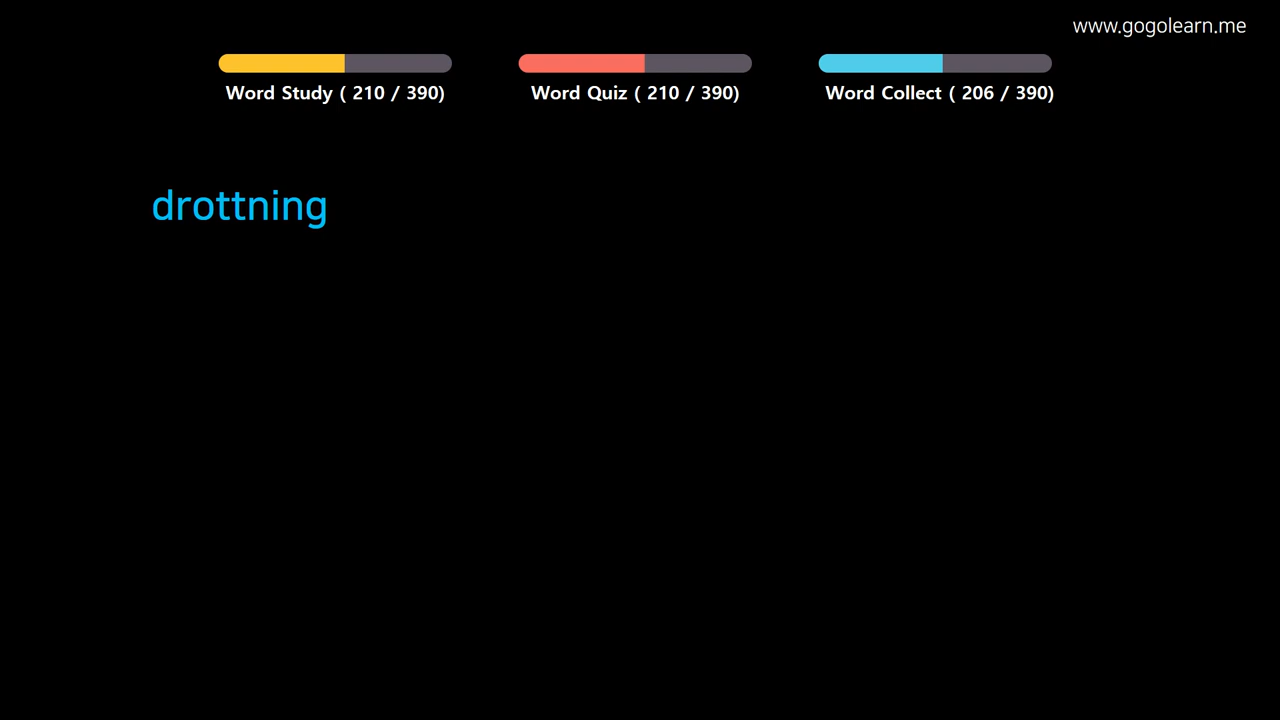 www.gogolearn.me
Word Study ( 210 / 390)
Word Quiz ( 210 / 390)
Word Collect ( 206 / 390)
drottning